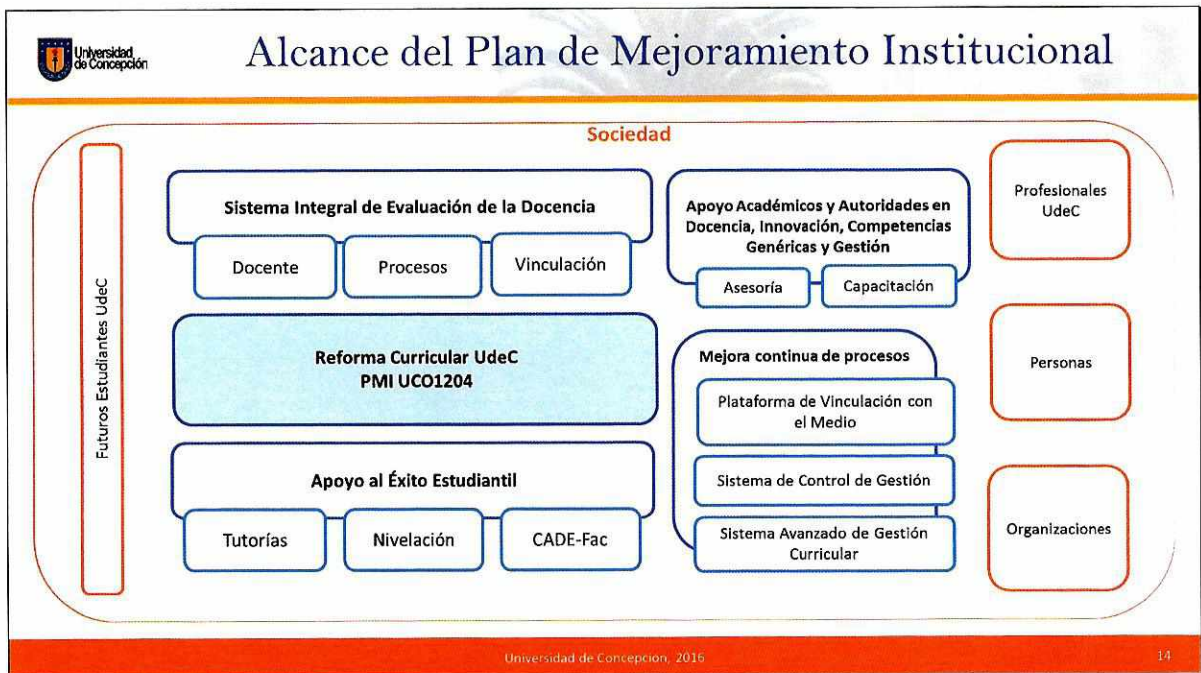 Universidad
de Concepción
Alcance del Plan de Mejoramiento Institucional
Sociedad
Futuros Estudiantes UdeC
Sistema Integral de Evaluación de la Docencia
Docente
Procesos
Vinculación
Reforma Curricular UdeC
PMI UCO1204
Apoyo al Éxito Estudiantil
Tutorías
Nivelación
CADE-Fac
Apoyo Académicos y Autoridades en
Docencia, Innovación, Competencias
Genéricas y Gestión
Asesoría
Capacitación
Mejora continua de procesos
Plataforma de Vinculación con
el Medio
Sistema de Control de Gestión
Sistema Avanzado de Gestión
Curricular
Profesionales
UdeC
Personas
Organizaciones
Universidad de Concepción, 2016
14